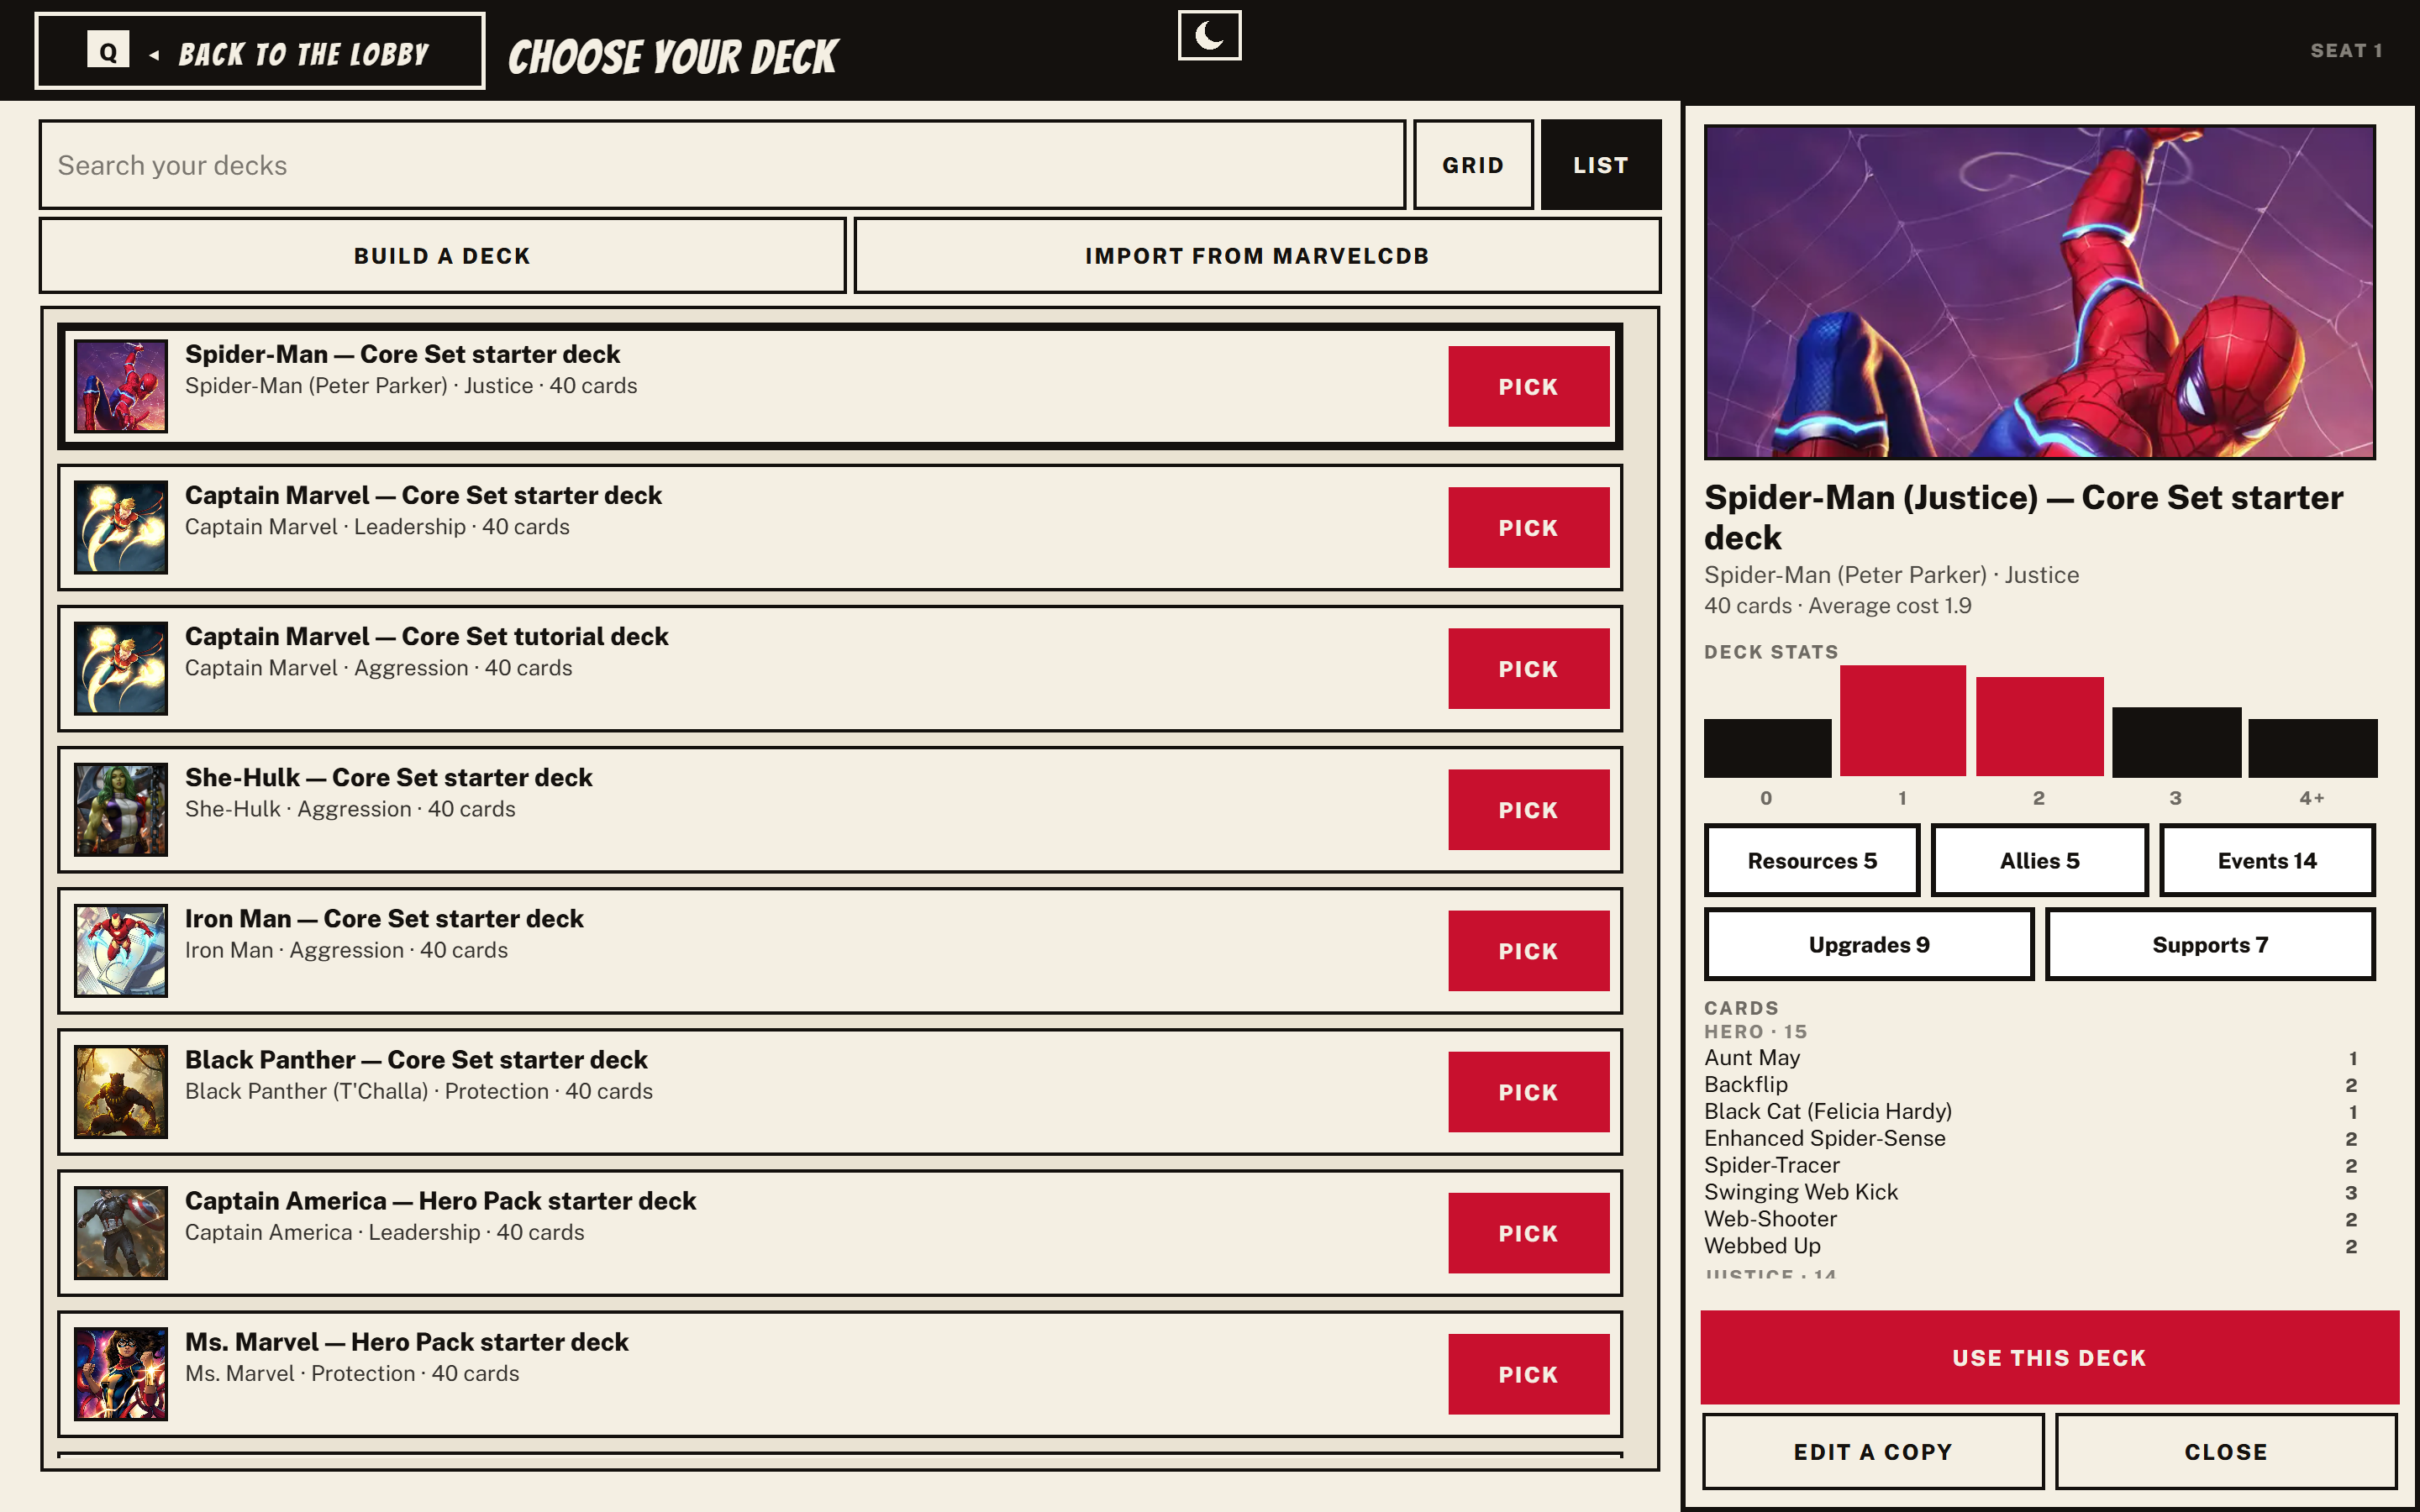 Q ◂ BACK TO THE LOBBY
CHOOSE YOUR DECK
SEAT 1
Search your decks
GRID
LIST
BUILD A DECK
IMPORT FROM MARVELCDB
Spider-Man — Core Set starter deck
Spider-Man (Peter Parker) · Justice · 40 cards
PICK
Captain Marvel — Core Set starter deck
Captain Marvel · Leadership · 40 cards
PICK
Captain Marvel — Core Set tutorial deck
Captain Marvel · Aggression · 40 cards
PICK
She-Hulk — Core Set starter deck
She-Hulk · Aggression · 40 cards
PICK
Iron Man — Core Set starter deck
Iron Man · Aggression · 40 cards
PICK
Black Panther — Core Set starter deck
Black Panther (T'Challa) · Protection · 40 cards
PICK
Captain America — Hero Pack starter deck
Captain America · Leadership · 40 cards
PICK
Ms. Marvel — Hero Pack starter deck
Ms. Marvel · Protection · 40 cards
PICK
Spider-Man (Justice) — Core Set starter
deck
Spider-Man (Peter Parker) · Justice
40 cards · Average cost 1.9
DECK STATS
0 1 2 3 4+
Resources 5
Allies 5
Events 14
Upgrades 9
Supports 7
CARDS
HERO · 15
Aunt May 1
Backflip 2
Black Cat (Felicia Hardy) 1
Enhanced Spider-Sense 2
Spider-Tracer 2
Swinging Web Kick 3
Web-Shooter 2
Webbed Up 2
JUSTICE · 14
USE THIS DECK
EDIT A COPY
CLOSE